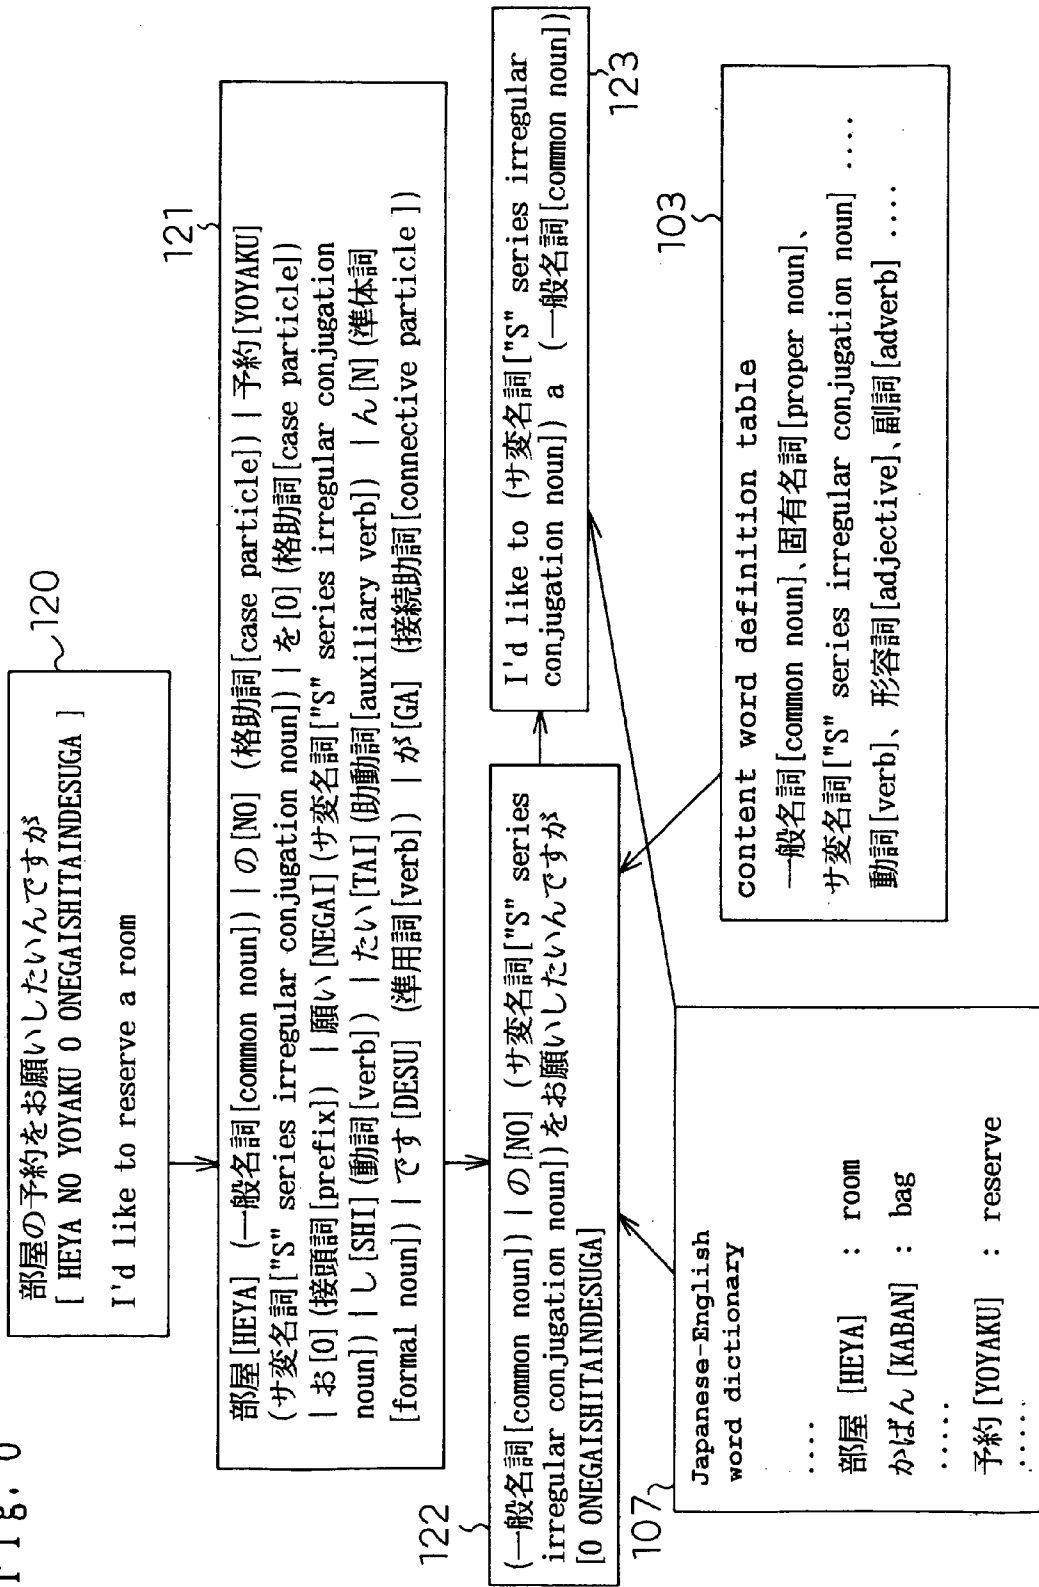 Fig. 6
120
部屋の予約をお願いしたいんですが
[ HEYA NO YOYAKU O ONEGAISHITAINDESUGA ]
I'd like to reserve a room
121
部屋[HEYA] (一般名詞[common noun]) | の[NO] (格助詞[case particle]) | 予約[YOYAKU]
(サ変名詞["S" series irregular conjugation noun]) | を[O](格助詞[case particle])
| お[O](接頭詞[prefix]) | 願い[NEGAI](サ変名詞["S" series irregular conjugation
noun]) | し[SHI](動詞[verb]) | たい[TAI](助動詞[auxiliary verb]) | ん[N](準体詞
[formal noun]) | です[DESU] (準用詞[verb]) | が[GA] (接続助詞[connective particle])
122
(一般名詞[common noun]) | の[NO] (サ変名詞["S" series
irregular conjugation noun])をお願いしたいんですが
[O ONEGAISHITAINDESUGA]
123
I'd like to (サ変名詞["S" series irregular
conjugation noun]) a (一般名詞[common noun])
107
Japanese-English
word dictionary
....
部屋 [HEYA] : room
かばん[KABAN] : bag
.....
予約[YOYAKU] : reserve
.....
103
content word definition table
一般名詞[common noun]、固有名詞[proper noun]、
サ変名詞["S" series irregular conjugation noun] ....
動詞[verb]、形容詞[adjective]、副詞[adverb] ....